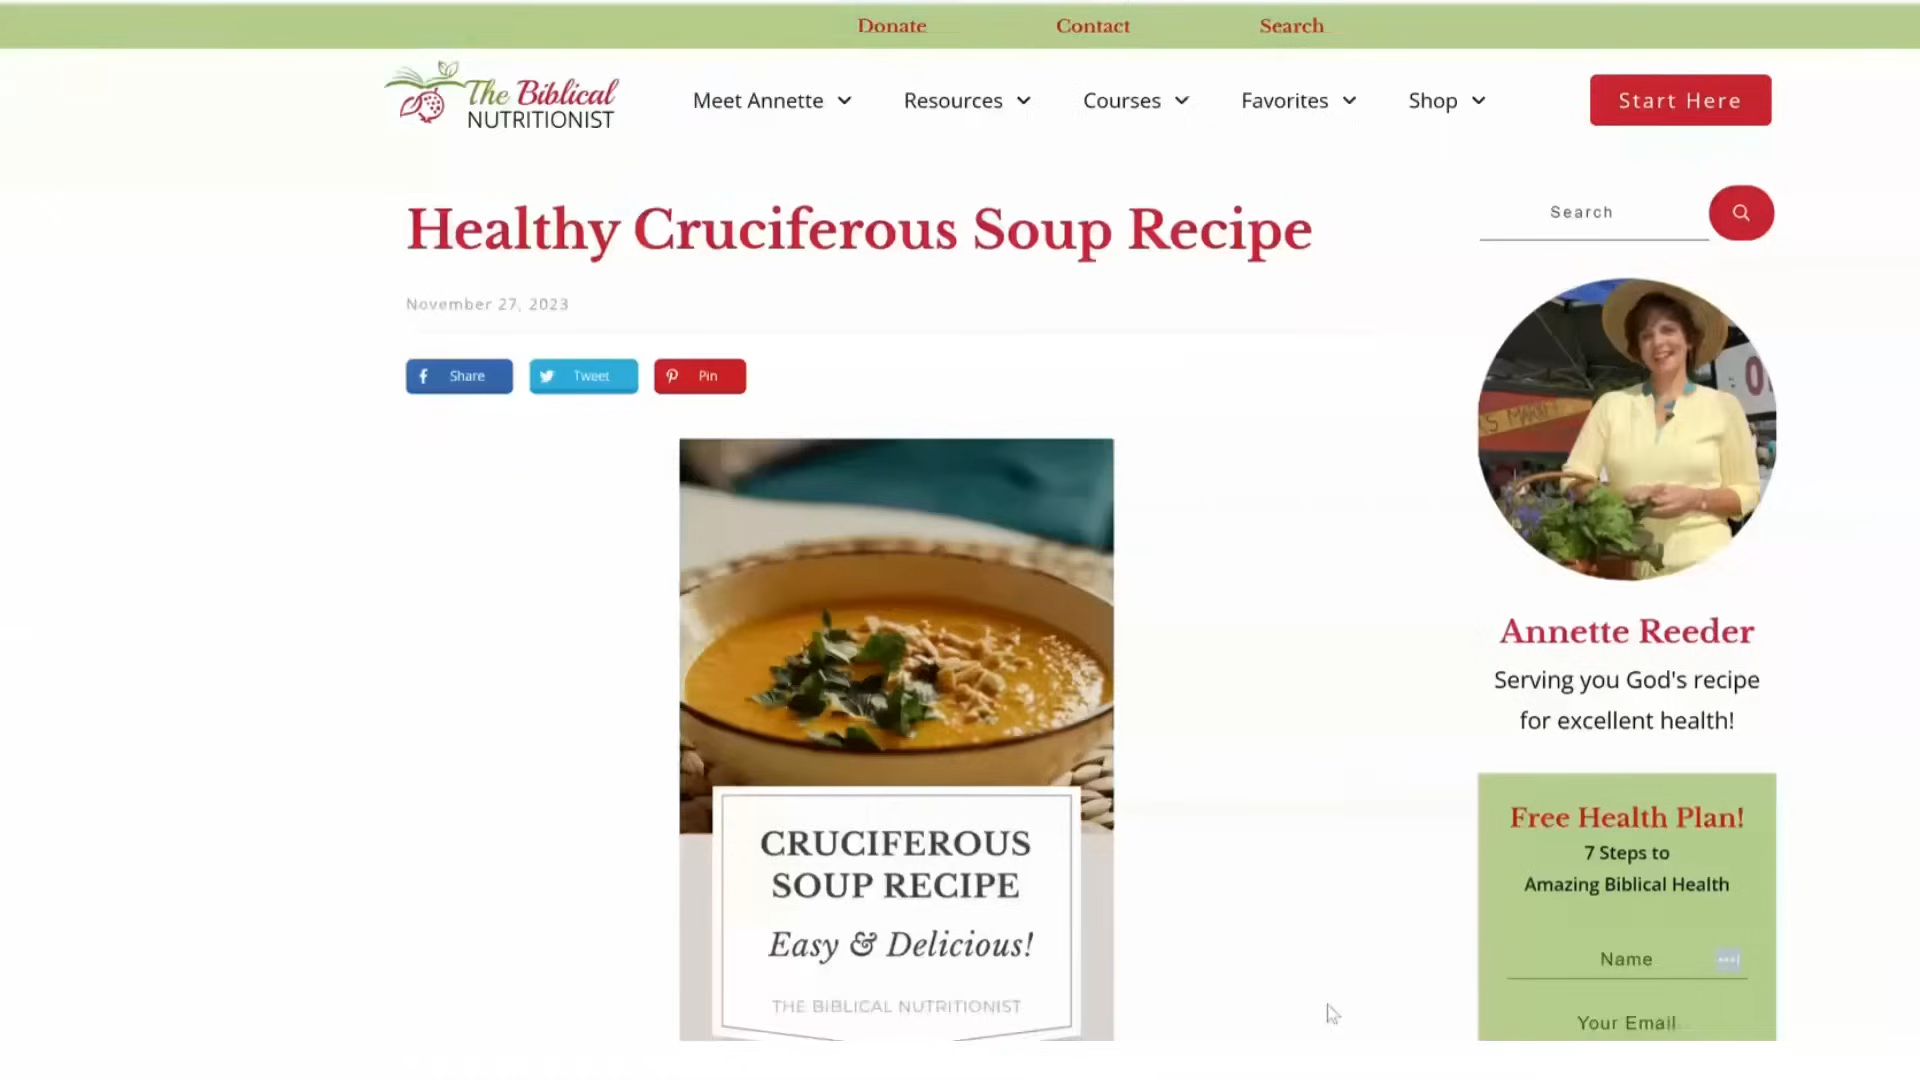 Donate Contact Search
The Biblical
NUTRITIONIST
Meet Annette Resources Courses Favorites Shop Start Here
Healthy Cruciferous Soup Recipe
Search
November 27, 2023
Share Tweet Pin
S MARKET
Annette Reeder
Serving you God's recipe
for excellent health!
CRUCIFEROUS
SOUP RECIPE
Easy & Delicious!
THE BIBLICAL NUTRITIONIST
Free Health Plan!
7 Steps to
Amazing Biblical Health
Name
Your Email